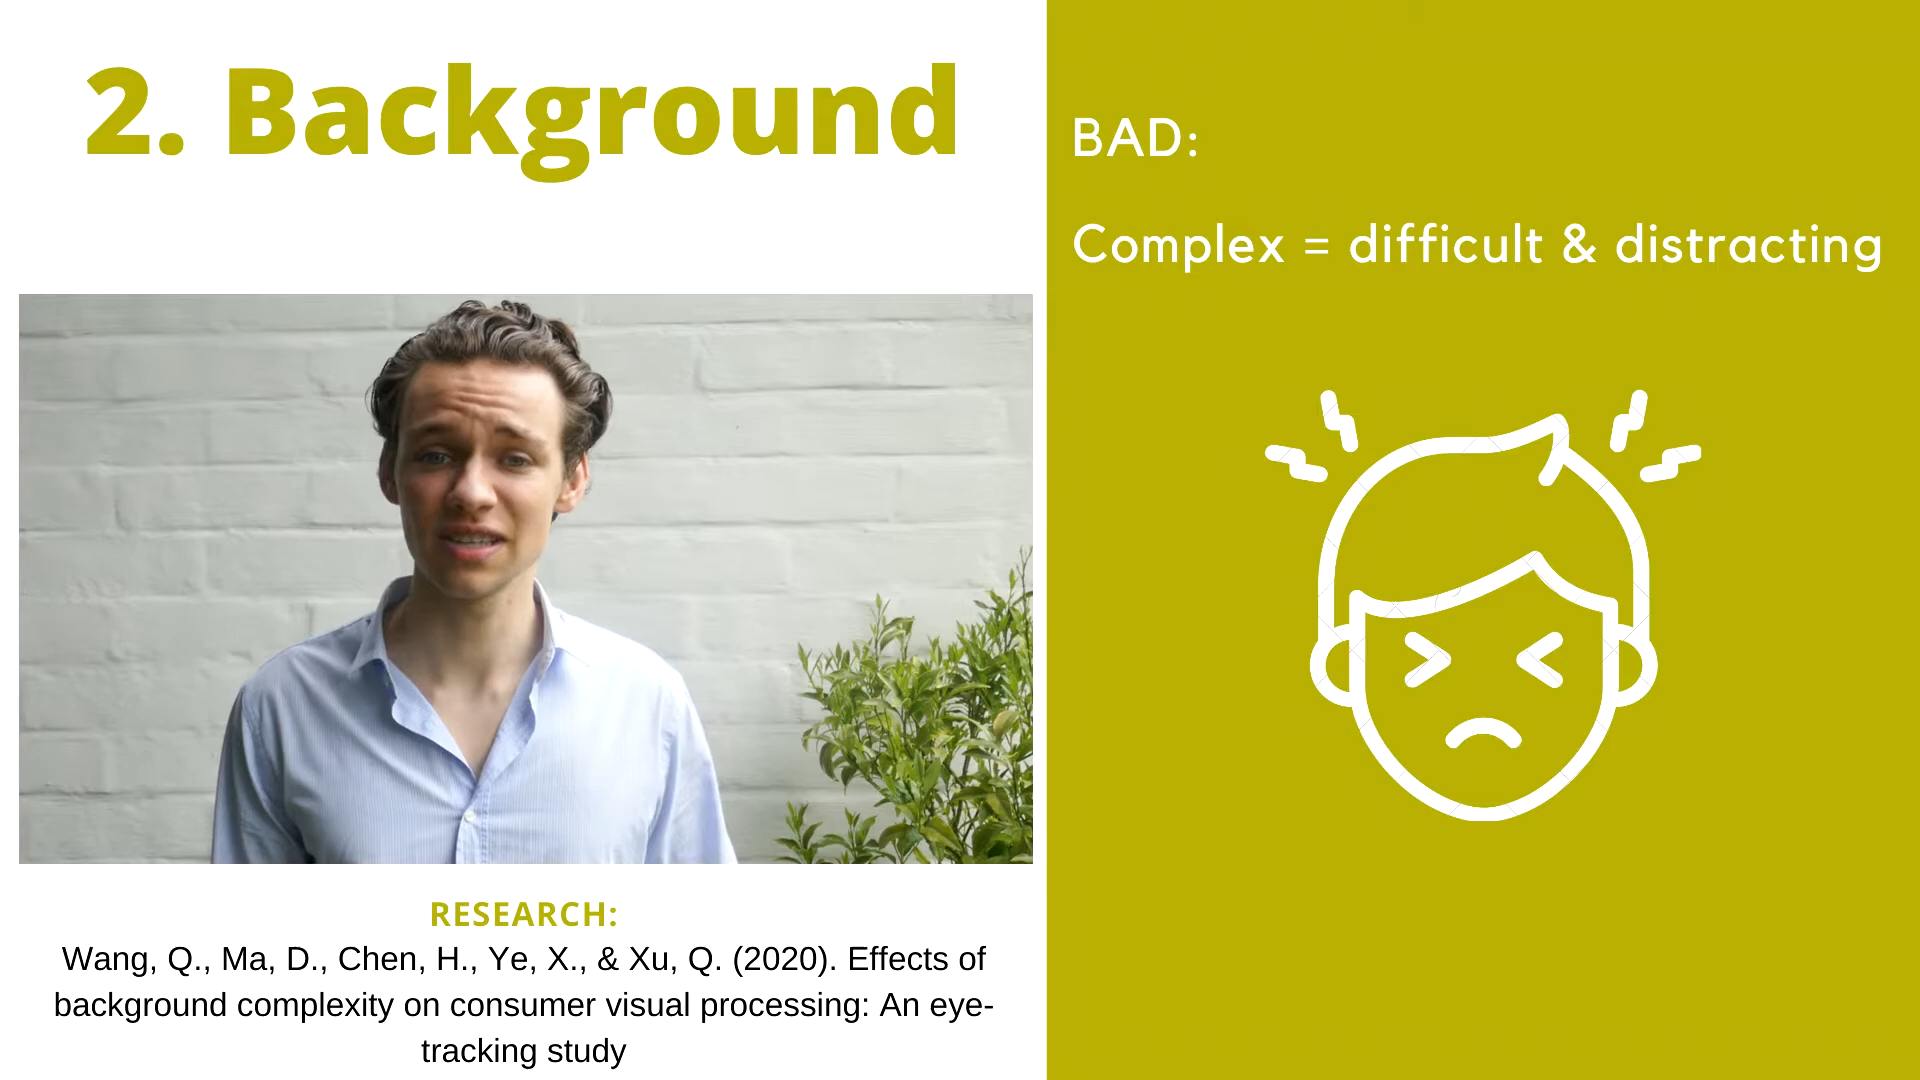 2. Background
BAD:
Complex = difficult & distracting
RESEARCH:
Wang, Q., Ma, D., Chen, H., Ye, X., & Xu, Q. (2020). Effects of
background complexity on consumer visual processing: An eye-
tracking study